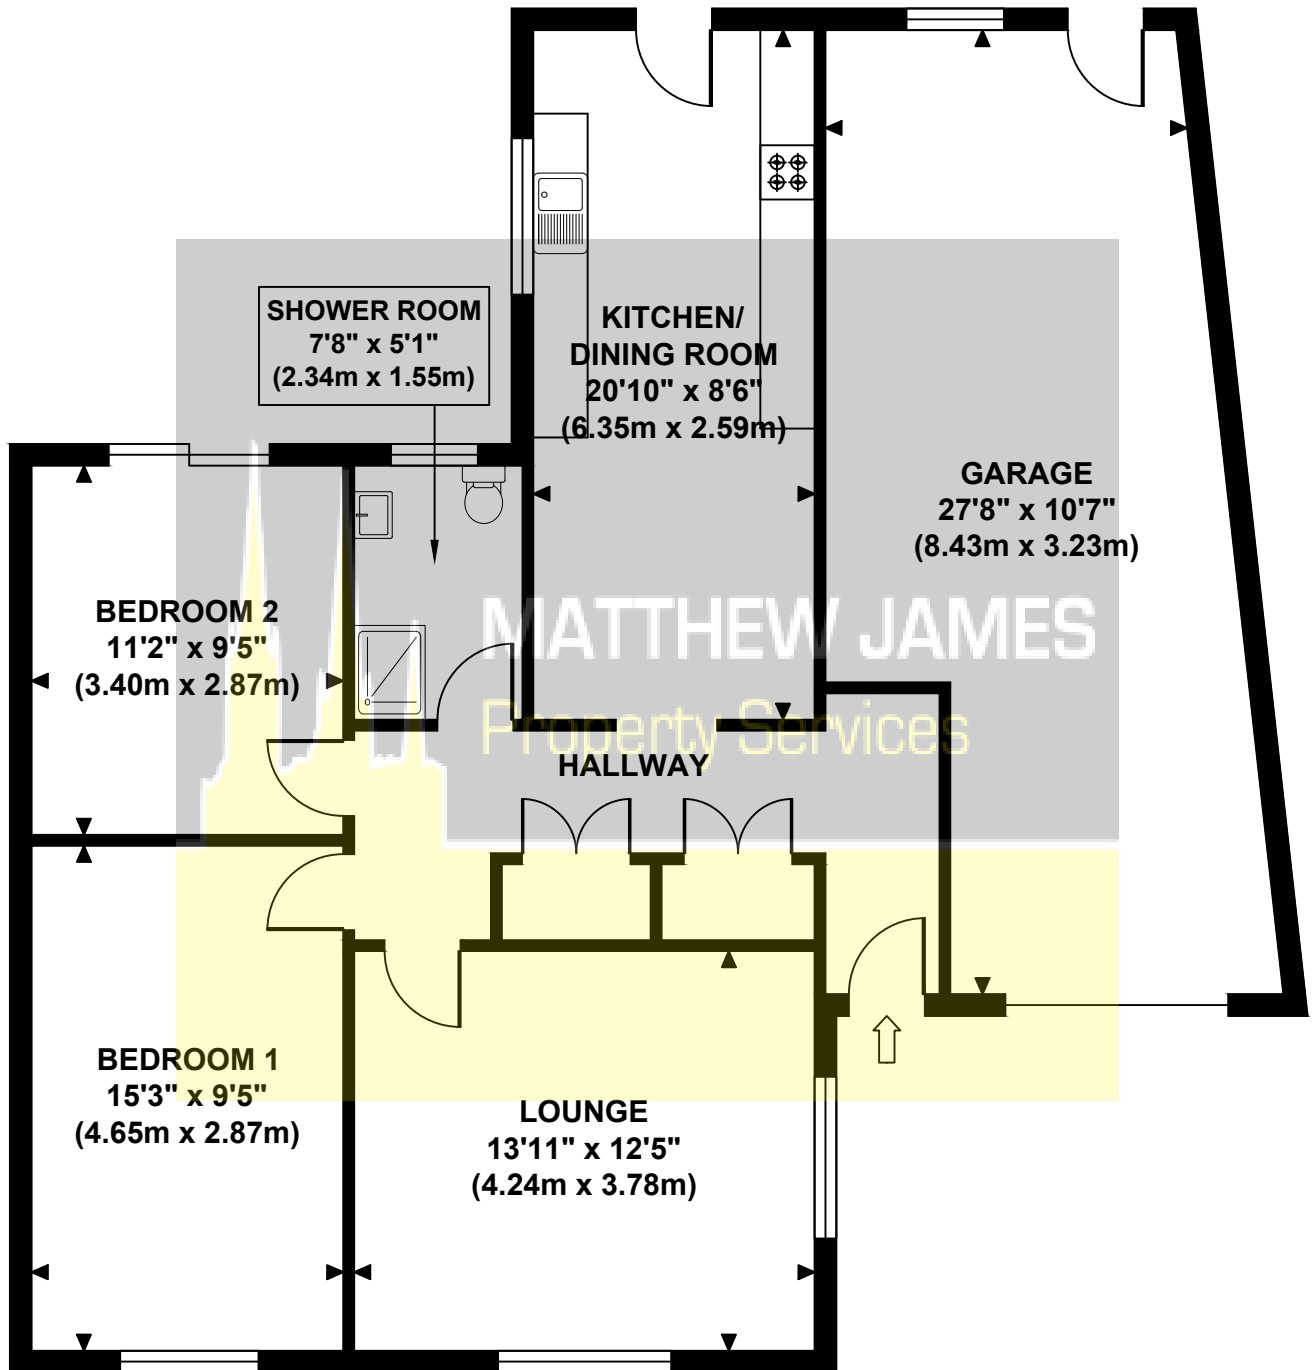 SHOWER ROOM
7'8" x 5'1"
(2.34m x 1.55m)
KITCHEN/
DINING ROOM
20'10" x 8'6"
(6.35m x 2.59m)
GARAGE
27'8" x 10'7"
(8.43m x 3.23m)
BEDROOM 2
11'2" x 9'5"
(3.40m x 2.87m)
MATTHEW JAMES
Property Services
HALLWAY
BEDROOM 1
15'3" x 9'5"
(4.65m x 2.87m)
LOUNGE
13'11" x 12'5"
(4.24m x 3.78m)